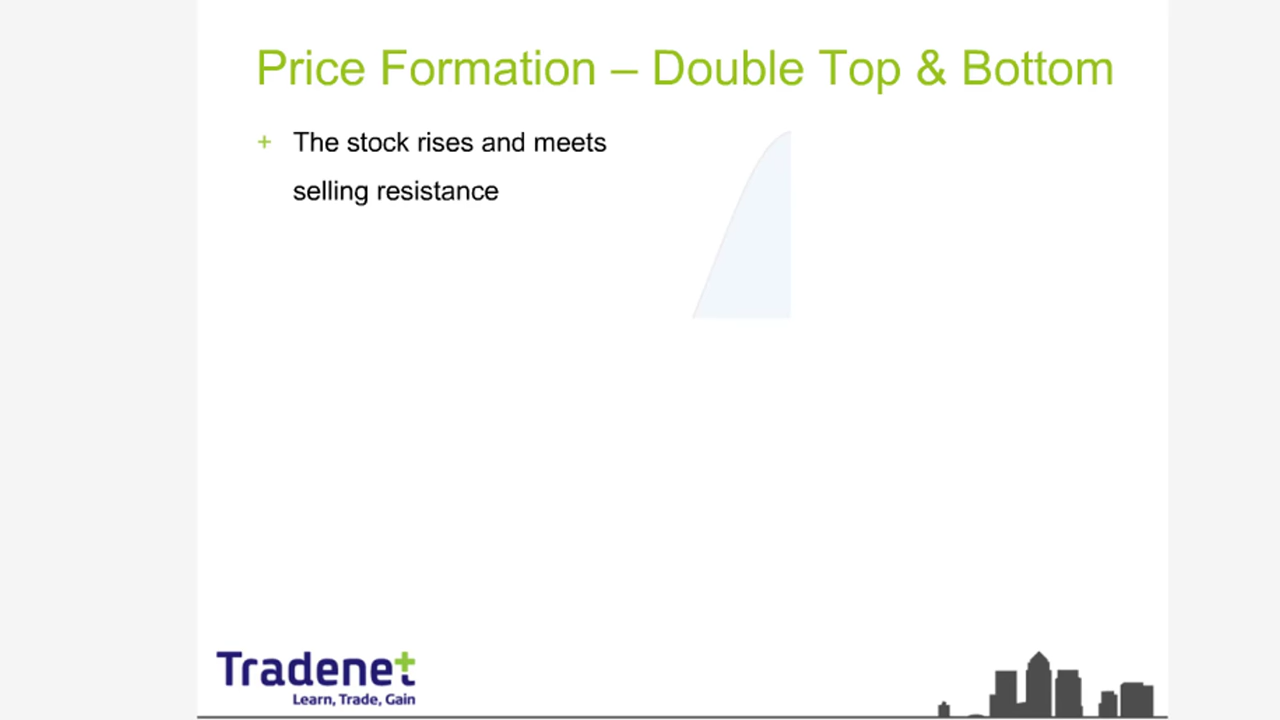 Price Formation – Double Top & Bottom
+ The stock rises and meets
selling resistance
Tradenet
Learn, Trade, Gain